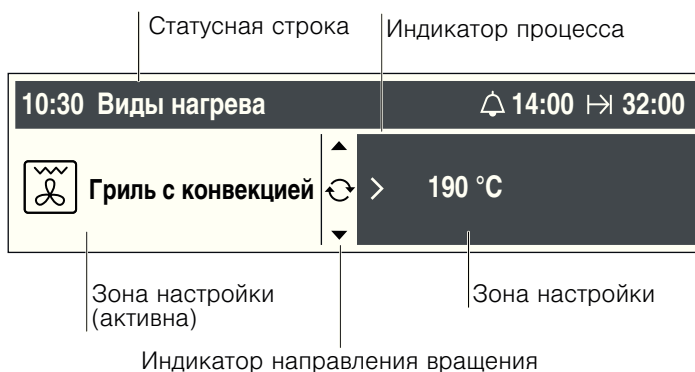 Статусная строка
Индикатор процесса
10:30 Виды нагрева 14:00 32:00
Гриль с конвекцией 190 °C
Зона настройки
(активна)
Зона настройки
Индикатор направления вращения